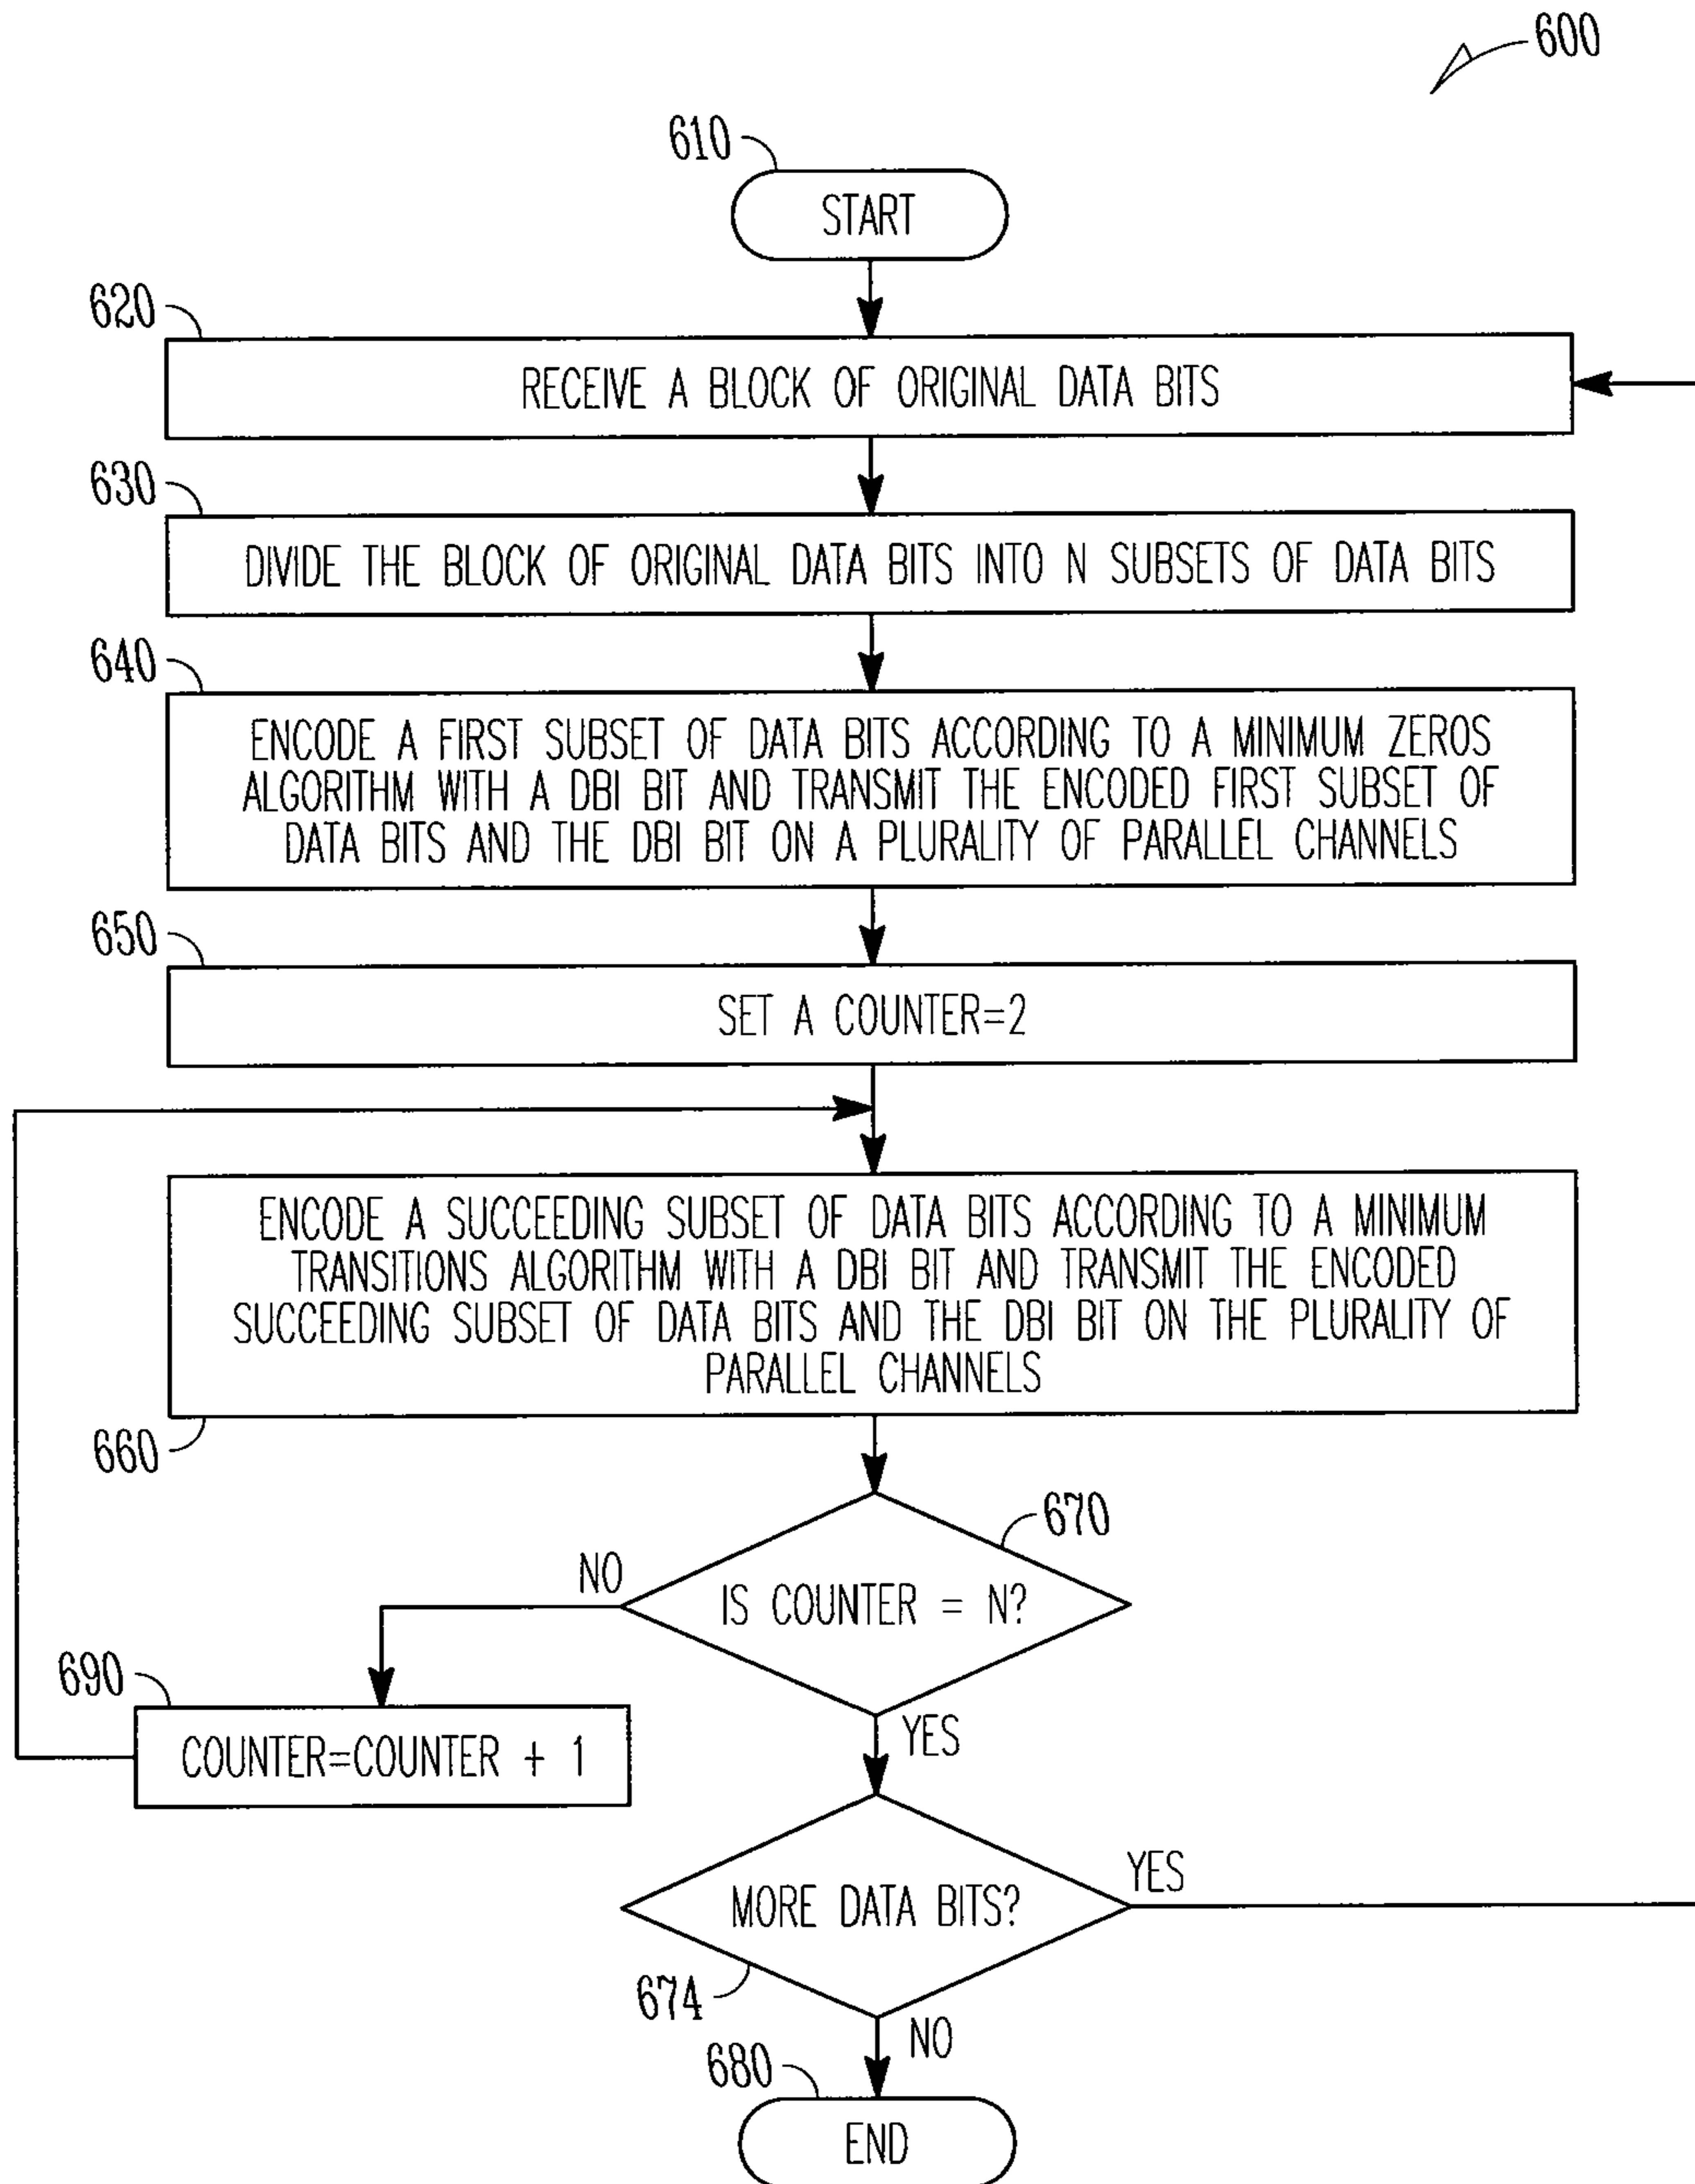 600
610
START
620
RECEIVE A BLOCK OF ORIGINAL DATA BITS
630
DIVIDE THE BLOCK OF ORIGINAL DATA BITS INTO N SUBSETS OF DATA BITS
640
ENCODE A FIRST SUBSET OF DATA BITS ACCORDING TO A MINIMUM ZEROS
ALGORITHM WITH A DBI BIT AND TRANSMIT THE ENCODED FIRST SUBSET OF
DATA BITS AND THE DBI BIT ON A PLURALITY OF PARALLEL CHANNELS
650
SET A COUNTER=2
ENCODE A SUCCEEDING SUBSET OF DATA BITS ACCORDING TO A MINIMUM
TRANSITIONS ALGORITHM WITH A DBI BIT AND TRANSMIT THE ENCODED
SUCCEEDING SUBSET OF DATA BITS AND THE DBI BIT ON THE PLURALITY OF
PARALLEL CHANNELS
660
670
NO
IS COUNTER = N?
690
YES
COUNTER=COUNTER + 1
YES
MORE DATA BITS?
674
NO
680
END